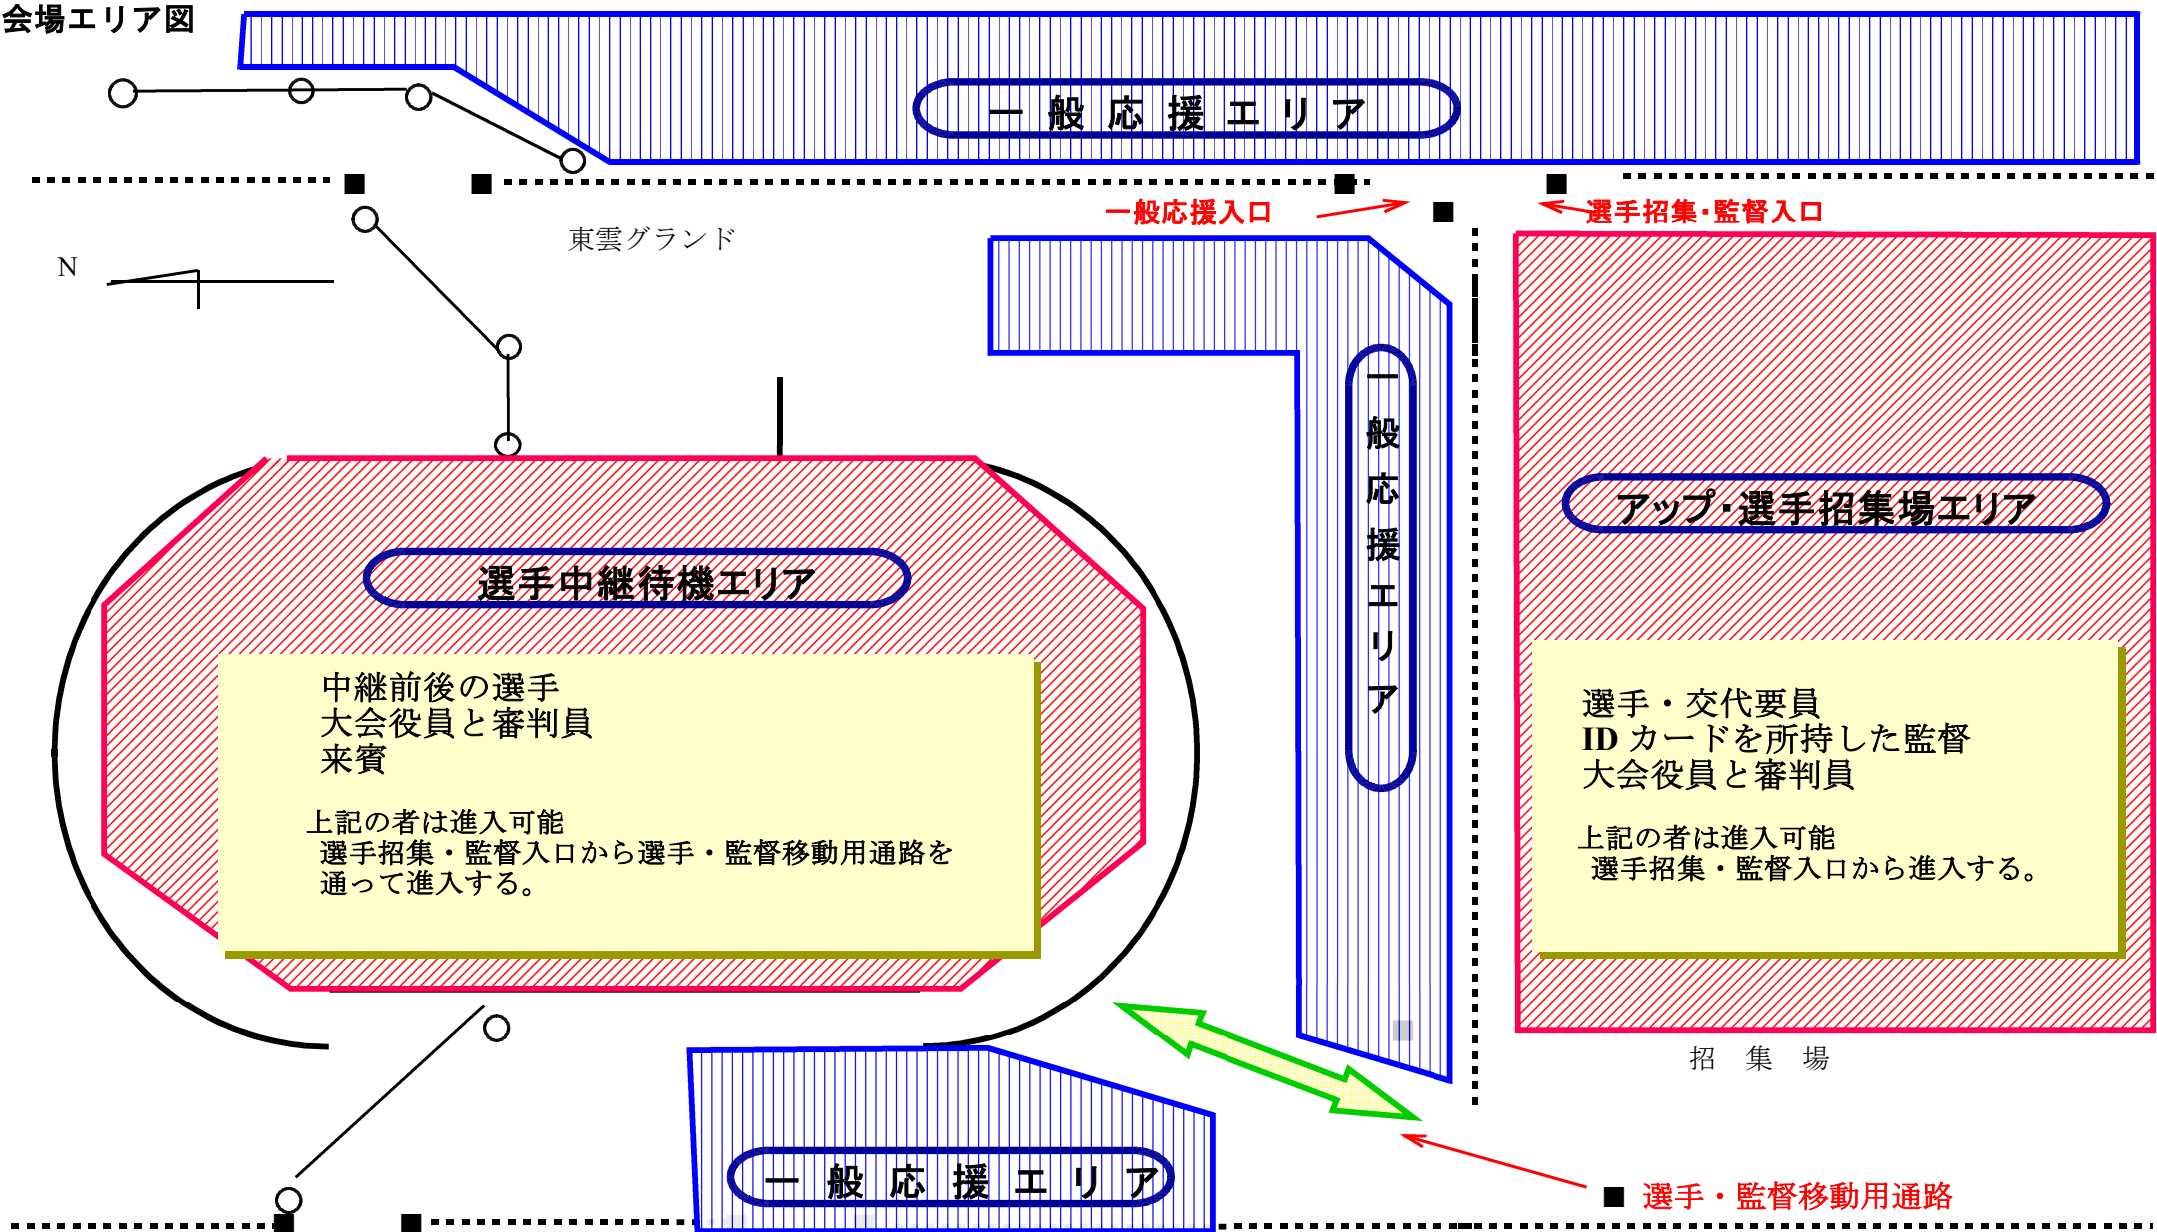 会場エリア図
一般応援エリア
一般応援入口
選手招集・監督入口
東雲グランド
N
一般応援エリア
アップ・選手招集場エリア
選手中継待機エリア
中継前後の選手
大会役員と審判員
来賓
上記の者は進入可能
選手招集・監督入口から選手・監督移動用通路を
通って進入する。
選手・交代要員
ID カードを所持した監督
大会役員と審判員
上記の者は進入可能
選手招集・監督入口から進入する。
招 集 場
一般応援エリア
選手・監督移動用通路